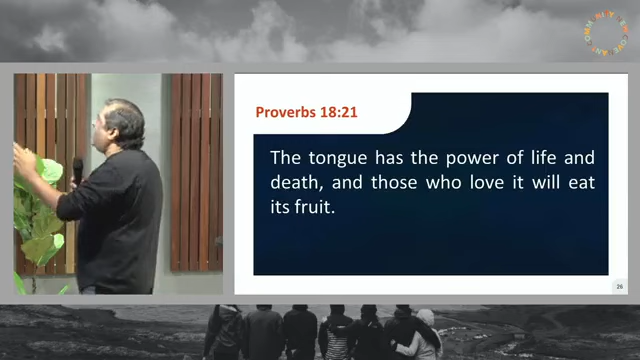 Proverbs 18:21
The tongue has the power of life and
death, and those who love it will eat
its fruit.
26